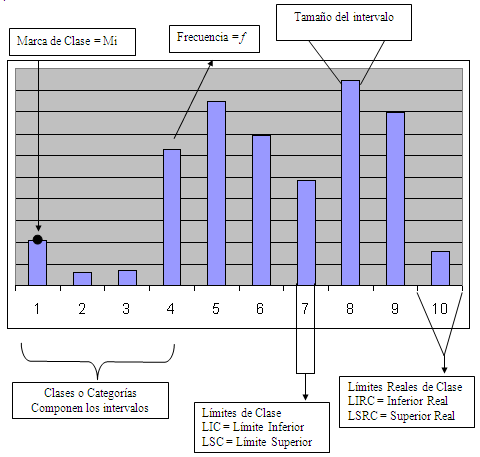 Tamaño del intervalo
Marca de Clase = Mi
Frecuencia = f
1 2 3 4 5 6 7 8 9 10
Clases o Categorías
Componen los intervalos
Límites de Clase
LIC = Límite Inferior
LSC = Límite Superior
Límites Reales de Clase
LIRC = Inferior Real
LSRC = Superior Real